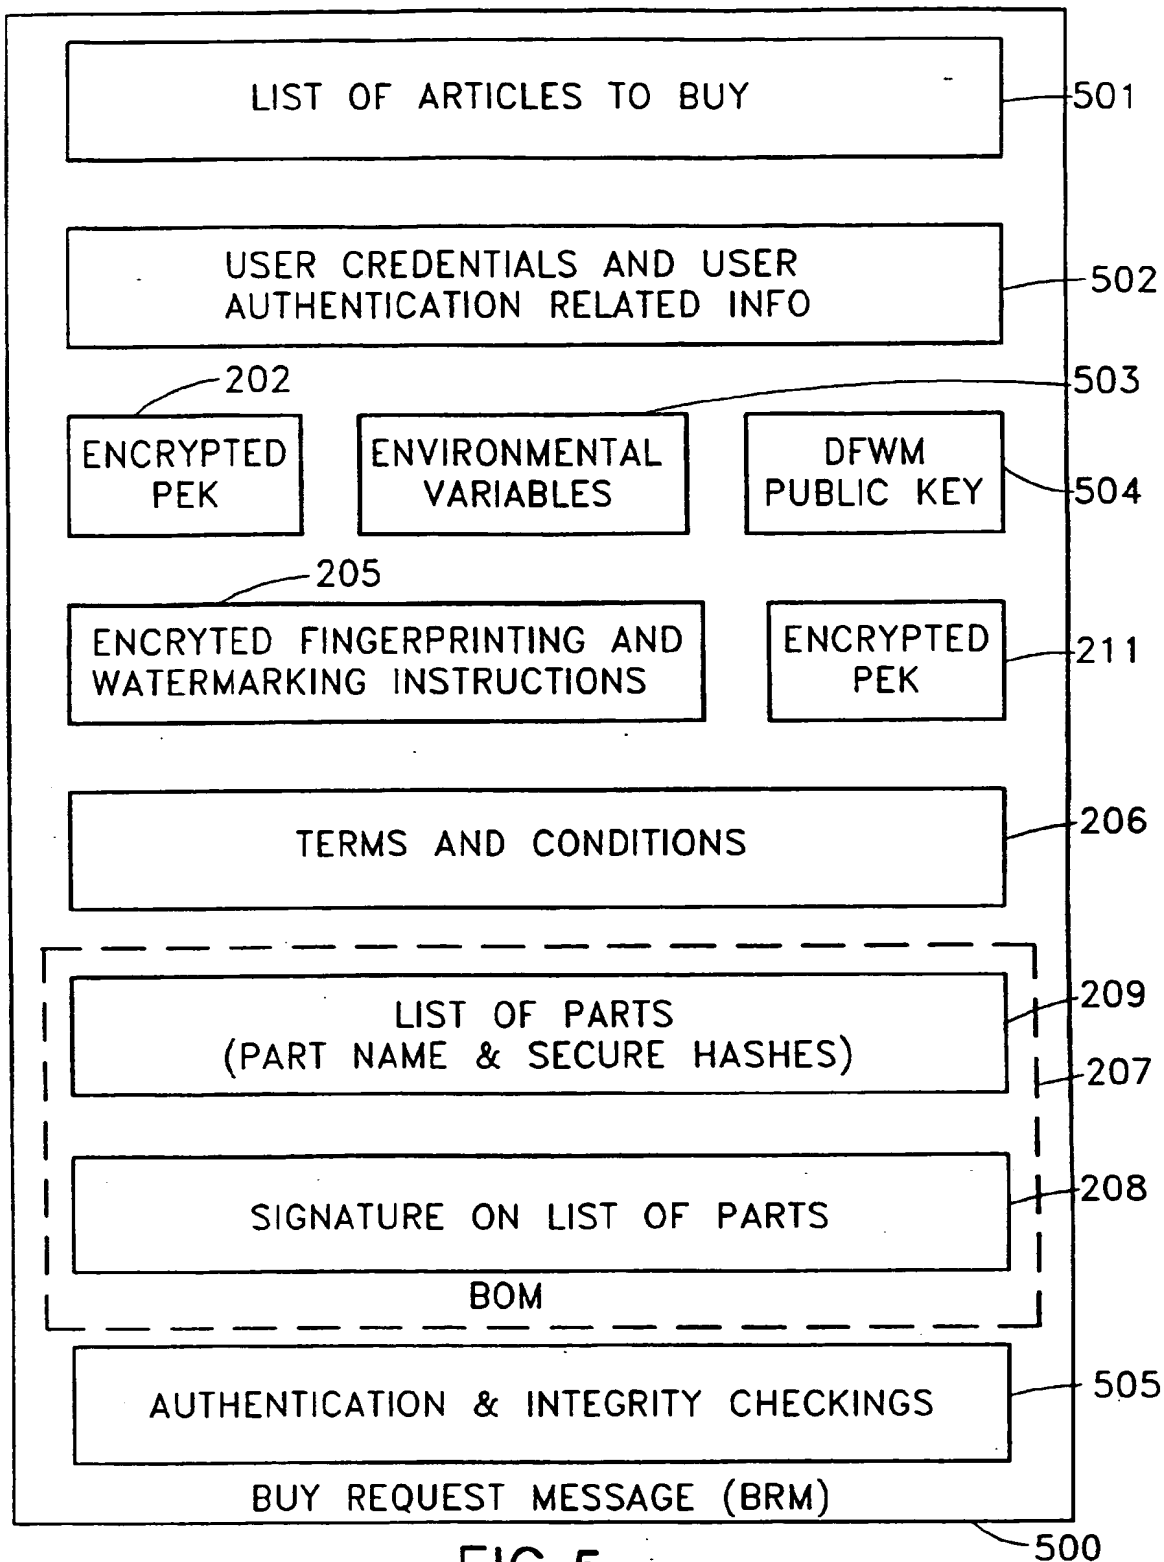 LIST OF ARTICLES TO BUY
501
USER CREDENTIALS AND USER
AUTHENTICATION RELATED INFO
502
202
503
ENCRYPTED
PEK
ENVIRONMENTAL
VARIABLES
DFWM
PUBLIC KEY
504
205
ENCRYTED FINGERPRINTING AND
WATERMARKING INSTRUCTIONS
ENCRYPTED
PEK
211
TERMS AND CONDITIONS
206
LIST OF PARTS
(PART NAME & SECURE HASHES)
209
207
SIGNATURE ON LIST OF PARTS
208
BOM
AUTHENTICATION & INTEGRITY CHECKINGS
505
BUY REQUEST MESSAGE (BRM)
500
FIG.5